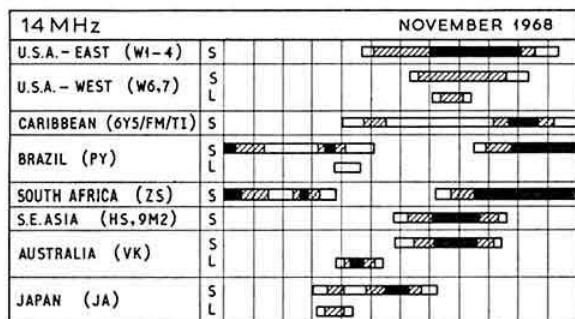 14 MHz NOVEMBER 1968
U.S.A.- EAST (W1-4) S
U.S.A. - WEST (W6,7) S
L
CARIBBEAN (6Y5/FM/TI) S
BRAZIL (PY) S
L
SOUTH AFRICA (ZS) S
S.E. ASIA (HS, 9M2) S
AUSTRALIA (VK) S
L
JAPAN (JA) S
L